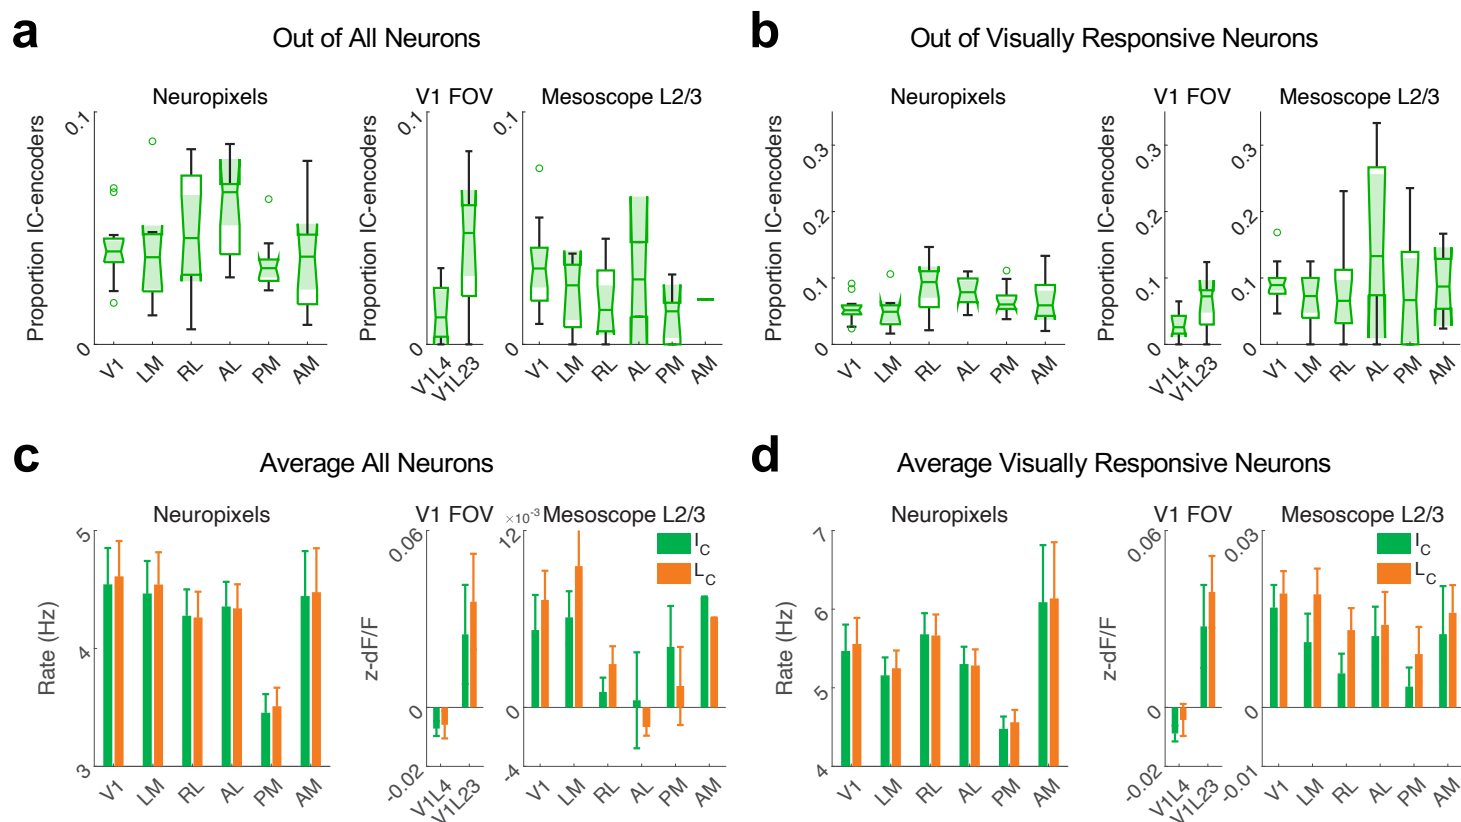 a
Out of All Neurons
Neuropixels
V1 FOV
Mesoscope L2/3
Proportion IC-encoders
0.1
0
V1
LM
RL
AL
PM
AM
Proportion IC-encoders
0.1
0
V1L4
V1L23
0.1
0
V1
LM
RL
AL
PM
AM
b
Out of Visually Responsive Neurons
Neuropixels
V1 FOV
Mesoscope L2/3
Proportion IC-encoders
0.3
0.2
0.1
0
V1
LM
RL
AL
PM
AM
Proportion IC-encoders
0.3
0.2
0.1
0
V1L4
V1L23
0.3
0.2
0.1
0
V1
LM
RL
AL
PM
AM
c
Average All Neurons
Neuropixels
V1 FOV
×10⁻³
Mesoscope L2/3
Rate (Hz)
5
4
3
V1
LM
RL
AL
PM
AM
z-dF/F
0.06
0
-0.02
V1L4
V1L23
12
0
-4
I_C
L_C
V1
LM
RL
AL
PM
AM
d
Average Visually Responsive Neurons
Neuropixels
V1 FOV
Mesoscope L2/3
Rate (Hz)
7
6
5
4
V1
LM
RL
AL
PM
AM
z-dF/F
0.06
0
-0.02
V1L4
V1L23
0.03
0
-0.01
I_C
L_C
V1
LM
RL
AL
PM
AM